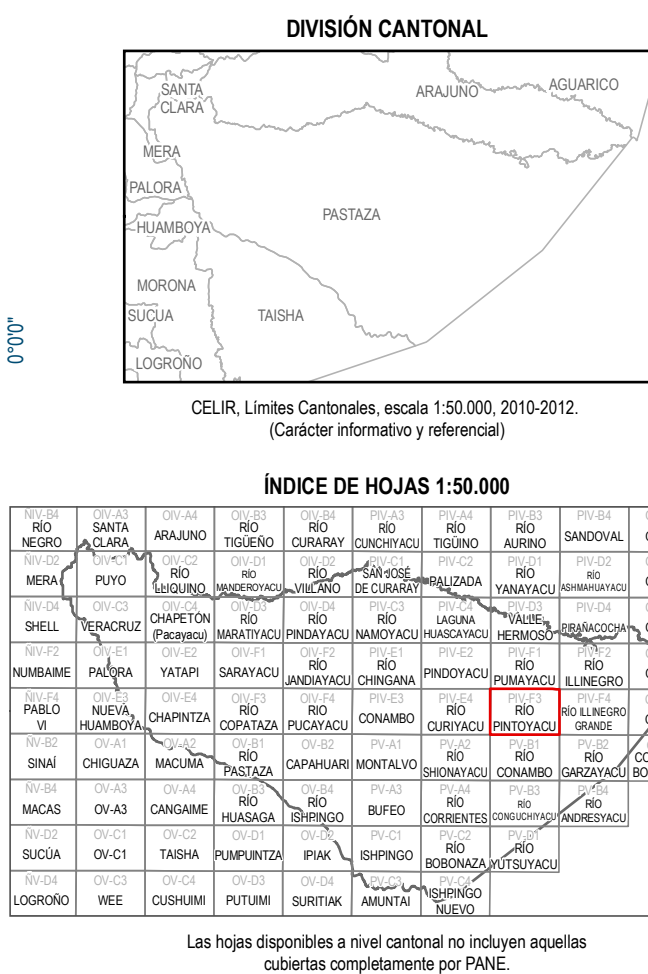 DIVISIÓN CANTONAL
SANTA
CLARA
ARAJUNO
AGUARICO
MERA
PALORA
PASTAZA
HUAMBOYA
MORONA
SUCUA
TAISHA
LOGROÑO
0°0'0"
CELIR, Límites Cantonales, escala 1:50.000, 2010-2012.
(Carácter informativo y referencial)
ÍNDICE DE HOJAS 1:50.000
ÑIV-B4 OIV-A3 OIV-A4 OIV-B3 OIV-B4 PIV-A3 PIV-A4 PIV-B3 PIV-B4
RÍO NEGRO SANTA CLARA ARAJUNO RÍO TIGÜEÑO RÍO CURARAY RÍO CUNCHIYACU RÍO TIGÜINO RÍO AURINO SANDOVAL
ÑIV-D2 OIV-C1 OIV-C2 OIV-D1 OIV-D2 PIV-C1 PIV-C2 PIV-D1 PIV-D2
MERA PUYO RÍO LLIQUINO RÍO MANDEROYACU RÍO VILLANO SAN JOSÉ DE CURARAY BALIZADA RÍO YANAYACU RÍO ASHMAHUAYACU
ÑIV-D4 OIV-C3 OIV-C4 OIV-D3 OIV-D4 PIV-C3 PIV-C4 PIV-D3 PIV-D4
SHELL VERACRUZ CHAPETÓN (Pacayacu) RÍO MARATIYACU RÍO PINDAYACU RÍO NAMOYACU LAGUNA HUASCAYACU VALLE HERMOSO PIRAÑACOCHA
ÑIV-F2 OIV-E1 OIV-E2 OIV-F1 OIV-F2 PIV-E1 PIV-E2 PIV-F1 PIV-F2
NUMBAIME PALORA YATAPI SARAYACU RÍO JANDIAYACU RÍO CHINGANA PINDOYACU RÍO PUMAYACU RÍO ILLINEGRO
ÑIV-F4 OIV-E3 OIV-E4 OIV-F3 OIV-F4 PIV-E3 PIV-E4 PIV-F3 PIV-F4
PABLO VI NUEVA HUAMBOYA CHAPINTZA RÍO COPATAZA RÍO PUCAYACU CONAMBO RÍO CURIYACU RÍO PINTOYACU RÍO ILLINEGRO GRANDE
ÑV-B2 OV-A1 OV-A2 OV-B1 OV-B2 PV-A1 PV-A2 PV-B1 PV-B2
SINAÍ CHIGUAZA MACUMA RÍO PASTAZA CAPAHUARI MONTALVO RÍO SHIONAYACU RÍO CONAMBO RÍO GARZAYACU
ÑV-B4 OV-A3 OV-A4 OV-B3 OV-B4 PV-A3 PV-A4 PV-B3 PV-B4
MACAS OV-A3 CANGAIME RÍO HUASAGA RÍO ISHPINGO BUFEO RÍO CORRIENTES RÍO CONGUCHIYACU RÍO ANDRESYACU
ÑV-D2 OV-C1 OV-C2 OV-D1 OV-D2 PV-C1 PV-C2 PV-D1
SUCÚA OV-C1 TAISHA PUMPUINTZA IPIAK ISHPINGO RÍO BOBONAZA RÍO YUTSUYACU
ÑV-D4 OV-C3 OV-C4 OV-D3 OV-D4 PV-C3 PV-C4
LOGROÑO WEE CUSHUIMI PUTUIMI SURITIAK AMUNTAI ISHPINGO NUEVO
Las hojas disponibles a nivel cantonal no incluyen aquellas
cubiertas completamente por PANE.